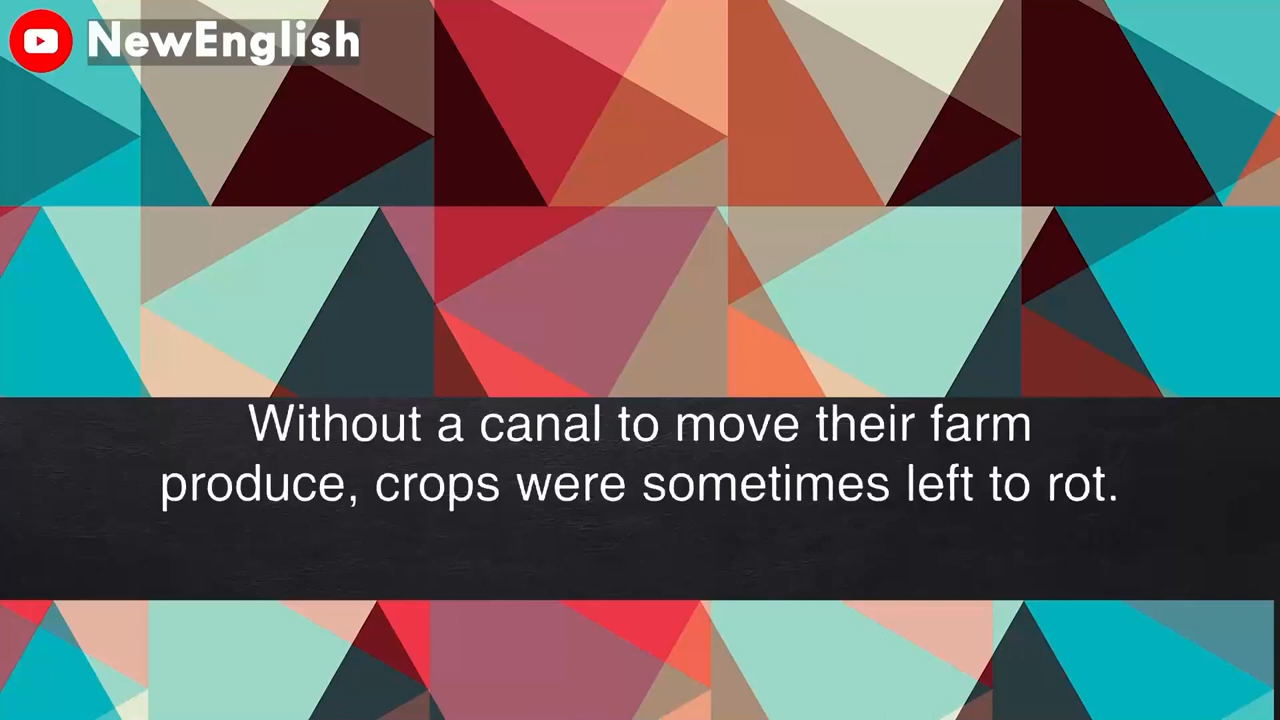 NewEnglish
Without a canal to move their farm
produce, crops were sometimes left to rot.